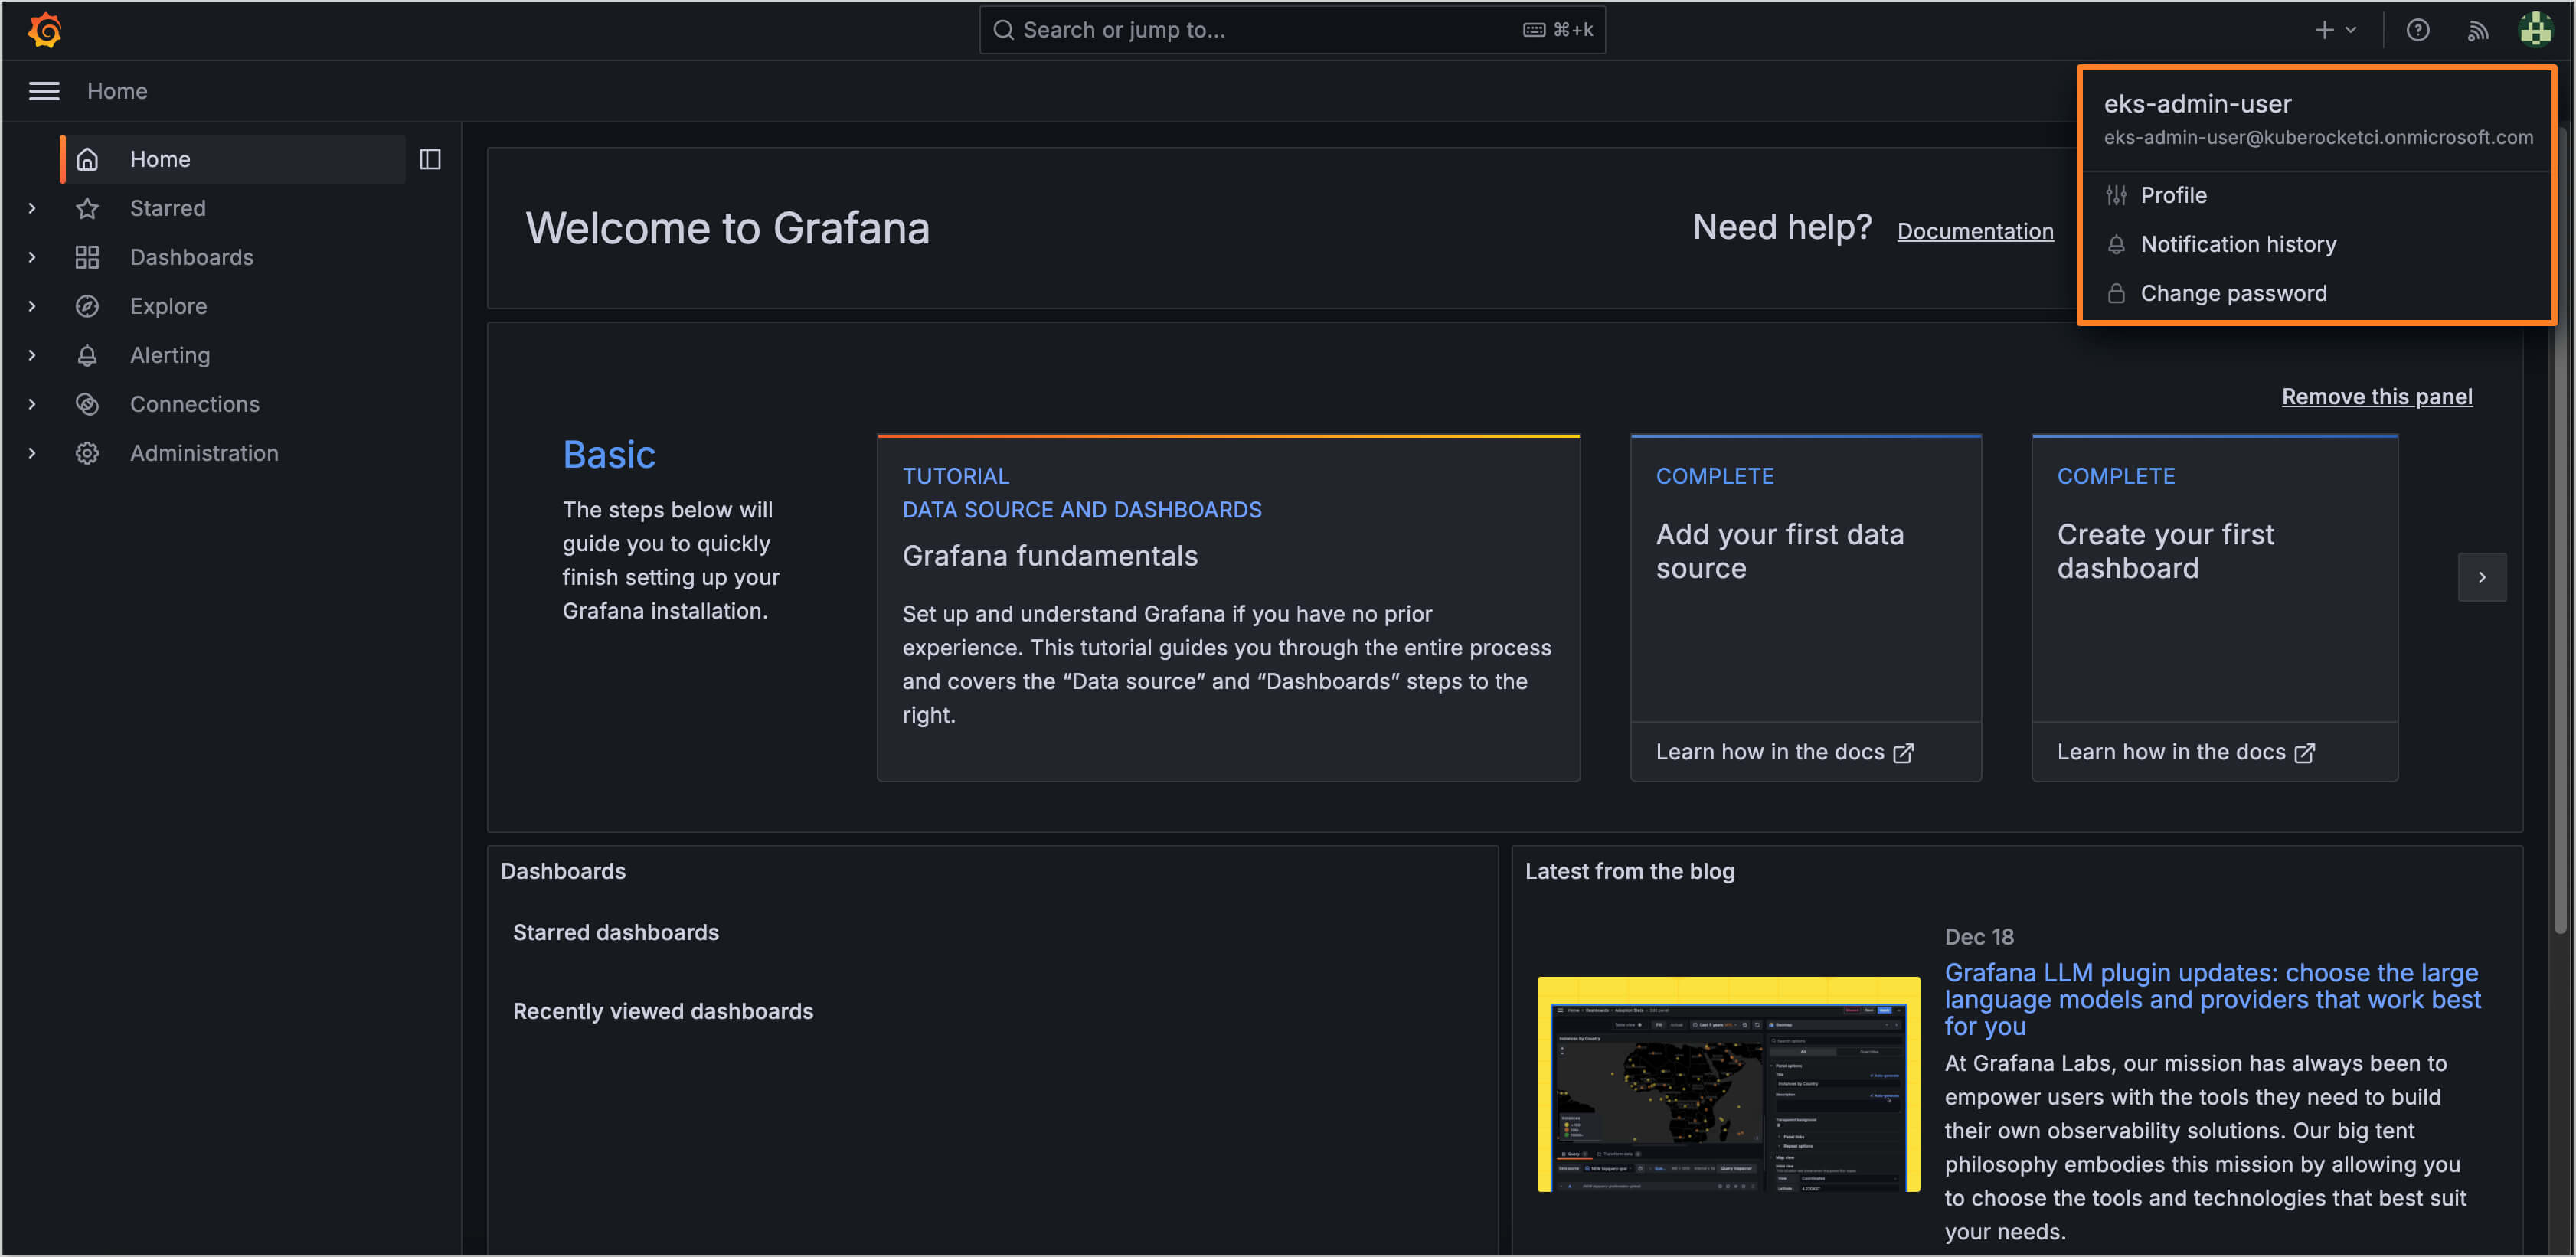 Search or jump to...
⌘+k
Home
eks-admin-user
eks-admin-user@kuberocketci.onmicrosoft.com
Profile
Notification history
Change password
Home
Starred
Dashboards
Explore
Alerting
Connections
Administration
Welcome to Grafana
Need help?
Documentation
Remove this panel
Basic
The steps below will
guide you to quickly
finish setting up your
Grafana installation.
TUTORIAL
DATA SOURCE AND DASHBOARDS
Grafana fundamentals
Set up and understand Grafana if you have no prior
experience. This tutorial guides you through the entire process
and covers the “Data source” and “Dashboards” steps to the
right.
COMPLETE
Add your first data
source
Learn how in the docs
COMPLETE
Create your first
dashboard
Learn how in the docs
Dashboards
Starred dashboards
Recently viewed dashboards
Latest from the blog
Dec 18
Grafana LLM plugin updates: choose the large
language models and providers that work best
for you
At Grafana Labs, our mission has always been to
empower users with the tools they need to build
their own observability solutions. Our big tent
philosophy embodies this mission by allowing you
to choose the tools and technologies that best suit
your needs.